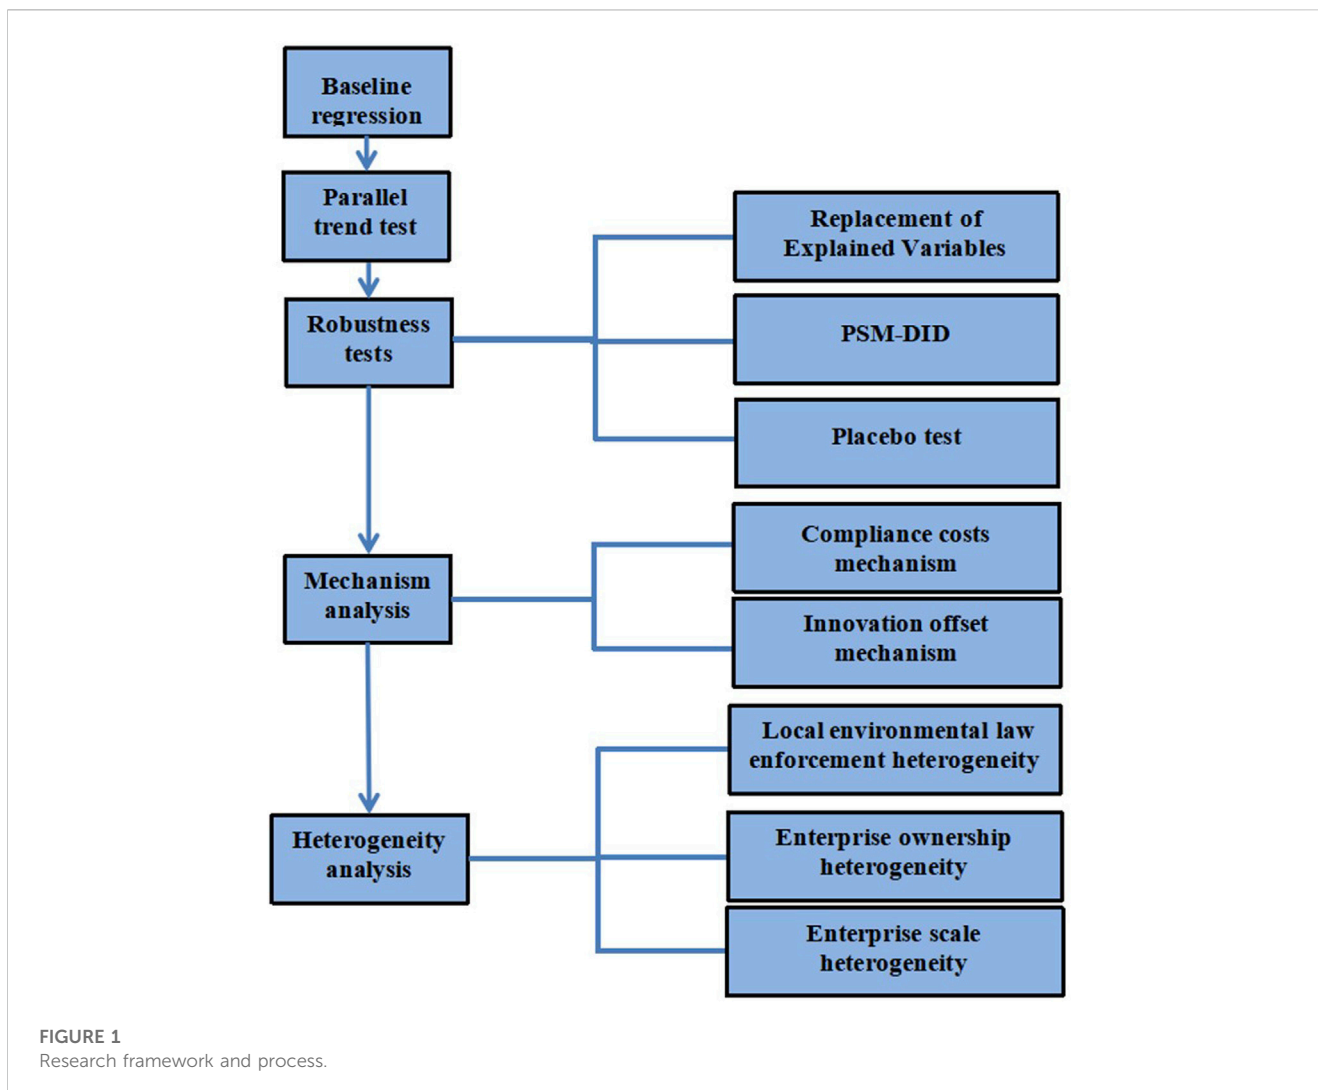 Baseline
regression
Parallel
trend test
Robustness
tests
Replacement of
Explained Variables
PSM-DID
Placebo test
Mechanism
analysis
Compliance costs
mechanism
Innovation offset
mechanism
Heterogeneity
analysis
Local environmental law
enforcement heterogeneity
Enterprise ownership
heterogeneity
Enterprise scale
heterogeneity
FIGURE 1
Research framework and process.